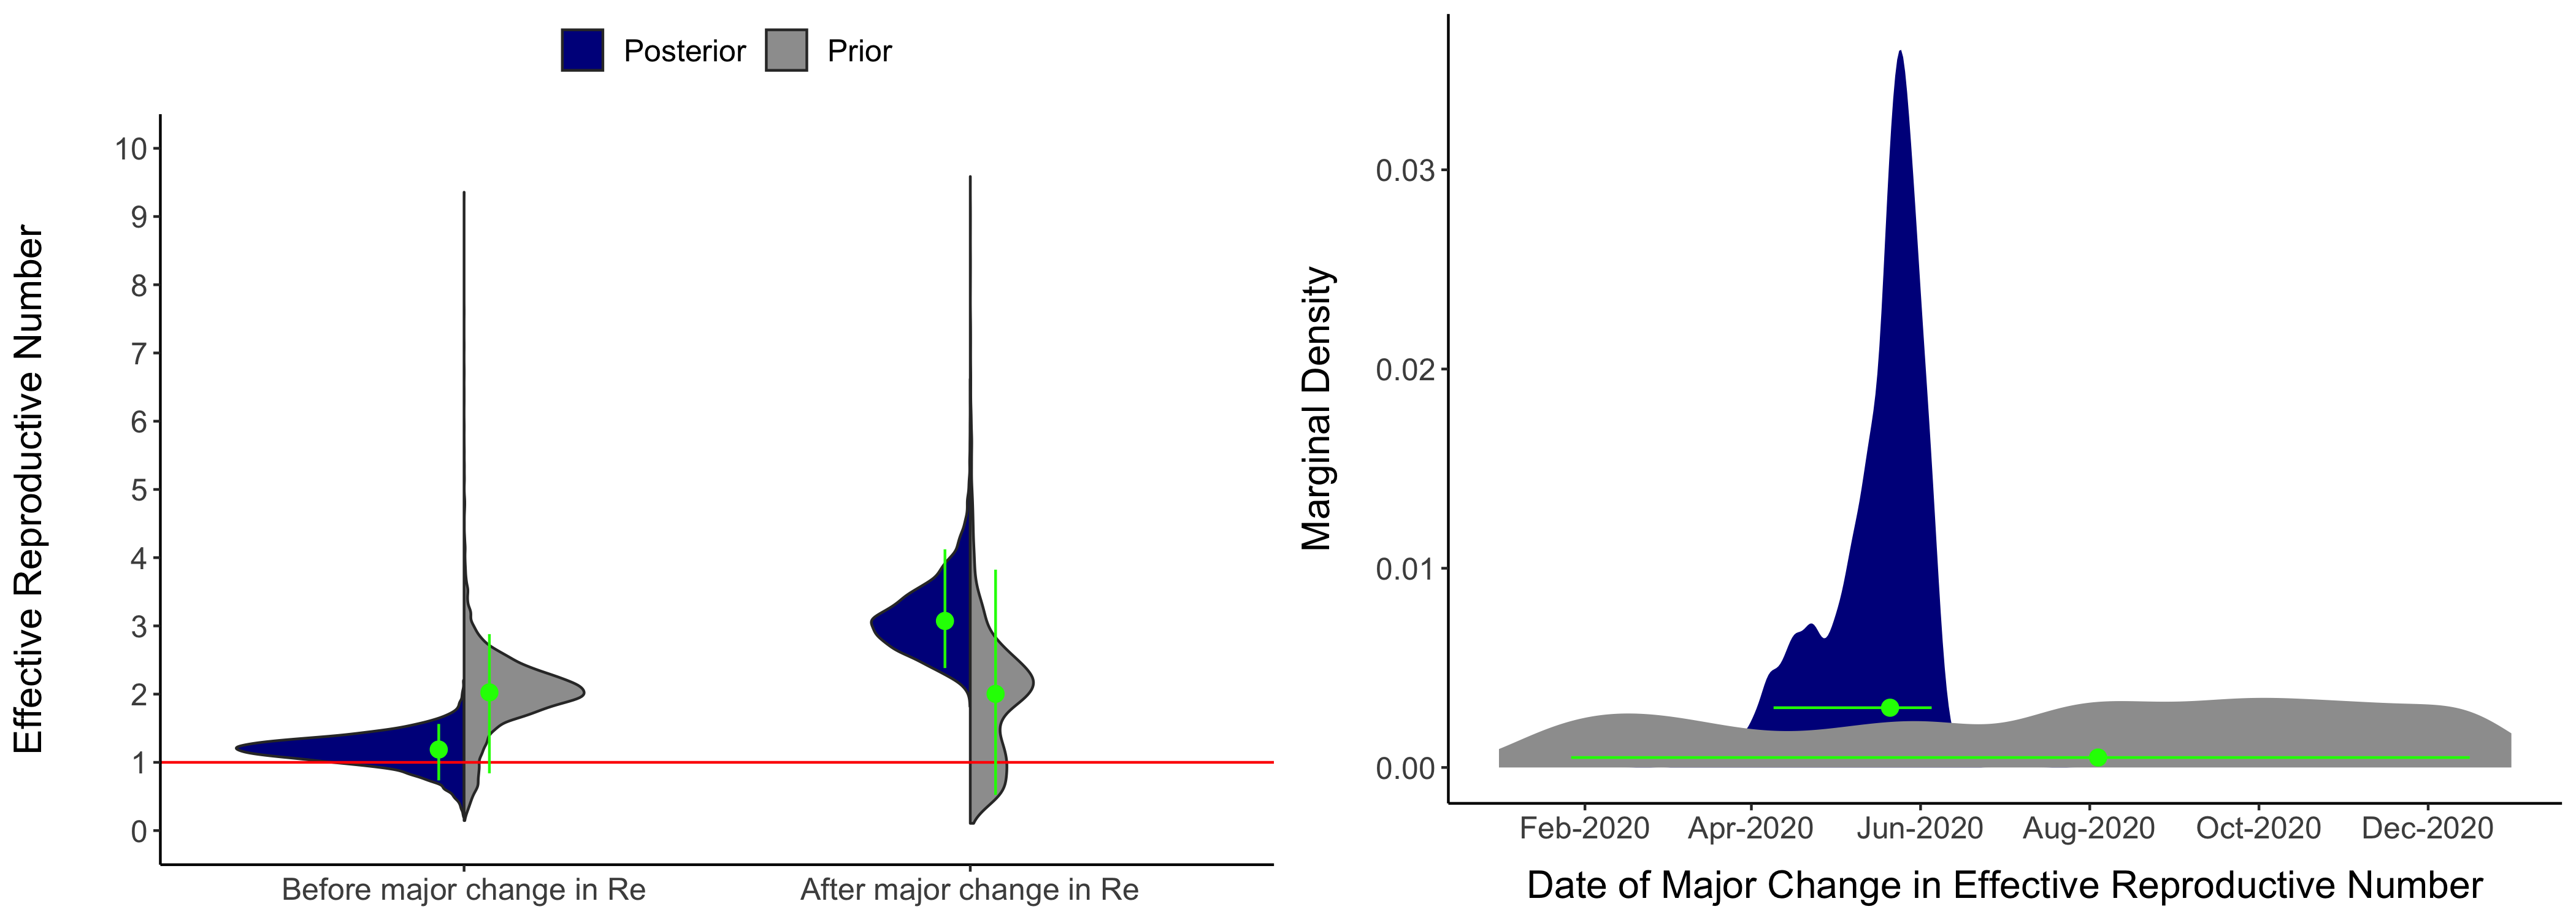 Posterior Prior
Effective Reproductive Number
10
9
8
7
6
5
4
3
2
1
0
Before major change in Re After major change in Re
Marginal Density
0.03
0.02
0.01
0.00
Feb-2020 Apr-2020 Jun-2020 Aug-2020 Oct-2020 Dec-2020
Date of Major Change in Effective Reproductive Number